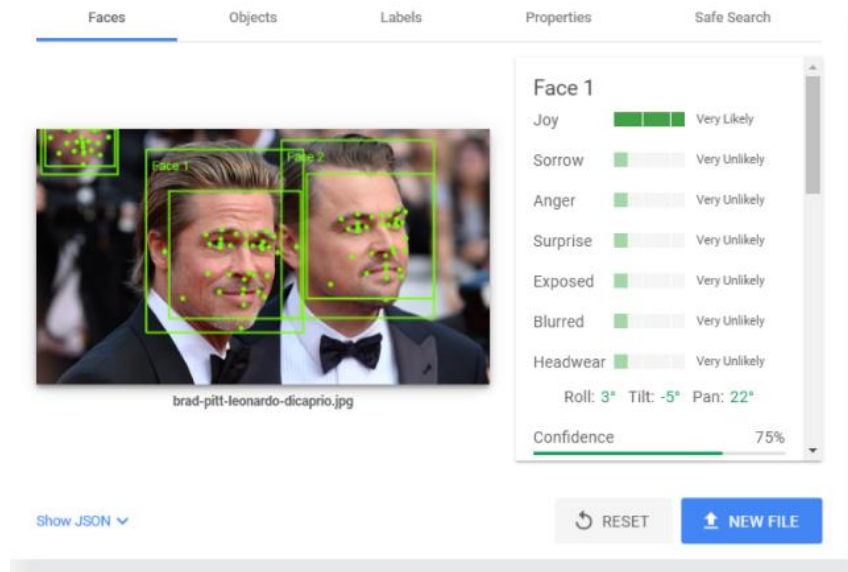 Faces Objects Labels Properties Safe Search
Face 1
Face 2
brad-pitt-leonardo-dicaprio.jpg
Face 1
Joy Very Likely
Sorrow Very Unlikely
Anger Very Unlikely
Surprise Very Unlikely
Exposed Very Unlikely
Blurred Very Unlikely
Headwear Very Unlikely
Roll: 3° Tilt: -5° Pan: 22°
Confidence 75%
Show JSON RESET NEW FILE